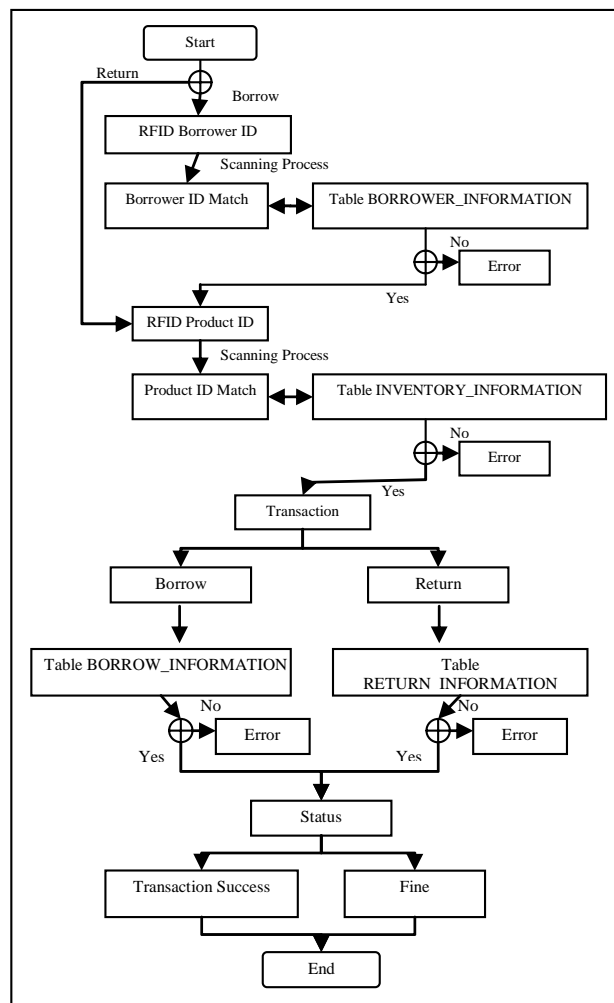 Start
Return
Borrow
RFID Borrower ID
Scanning Process
Borrower ID Match
Table BORROWER_INFORMATION
No
Error
Yes
RFID Product ID
Scanning Process
Product ID Match
Table INVENTORY_INFORMATION
No
Error
Yes
Transaction
Borrow
Return
Table BORROW_INFORMATION
Table
RETURN_INFORMATION
No
Error
Yes
No
Error
Yes
Status
Transaction Success
Fine
End